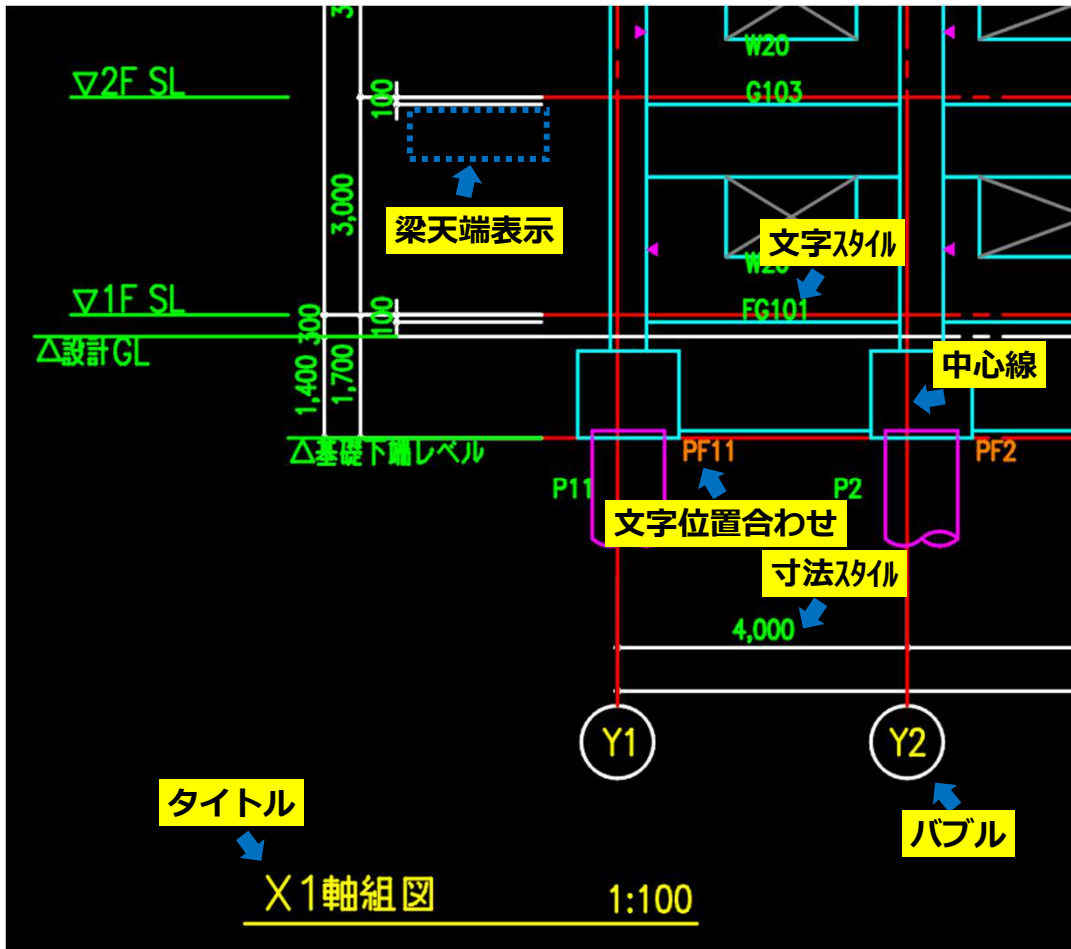 W20
▽2F SL
100
G103
3,000
梁天端表示
文字ｽﾀｲﾙ
▽1F SL
300
100
FG101
△設計GL
1,400
1,700
中心線
△基礎下端レベル
PF11
PF2
P11
P2
文字位置合わせ
寸法ｽﾀｲﾙ
4,000
Y1
Y2
タイトル
バブル
X1軸組図 1:100